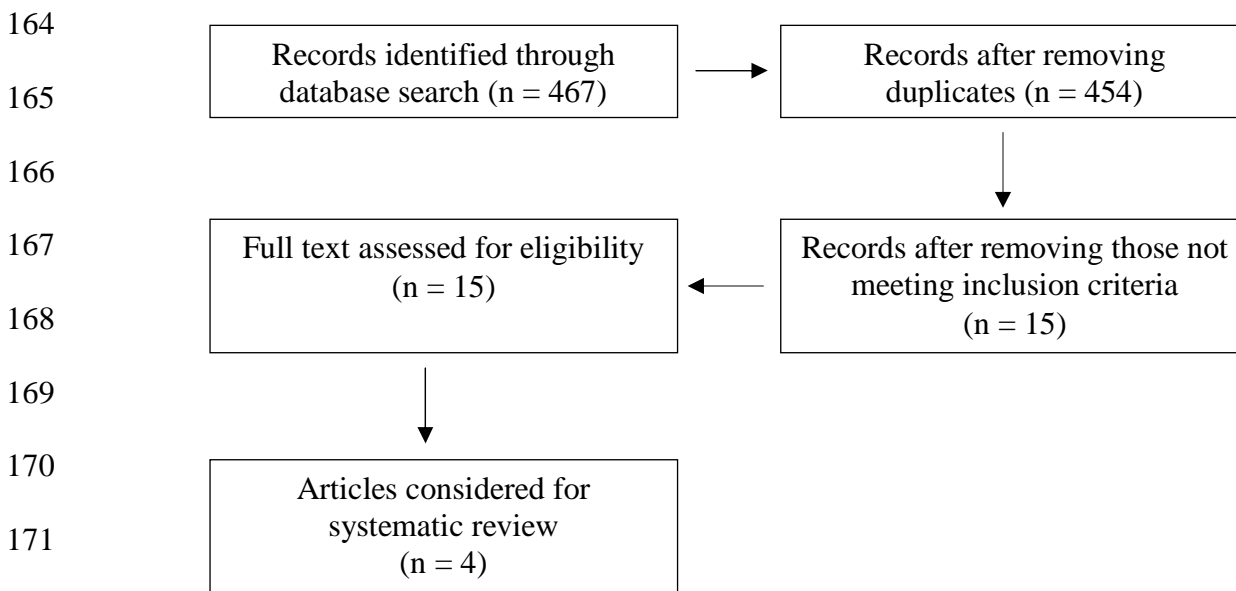 164
Records identified through
database search (n = 467)
Records after removing
duplicates (n = 454)
165
166
167
Full text assessed for eligibility
(n = 15)
Records after removing those not
meeting inclusion criteria
(n = 15)
168
169
170
Articles considered for
systematic review
(n = 4)
171